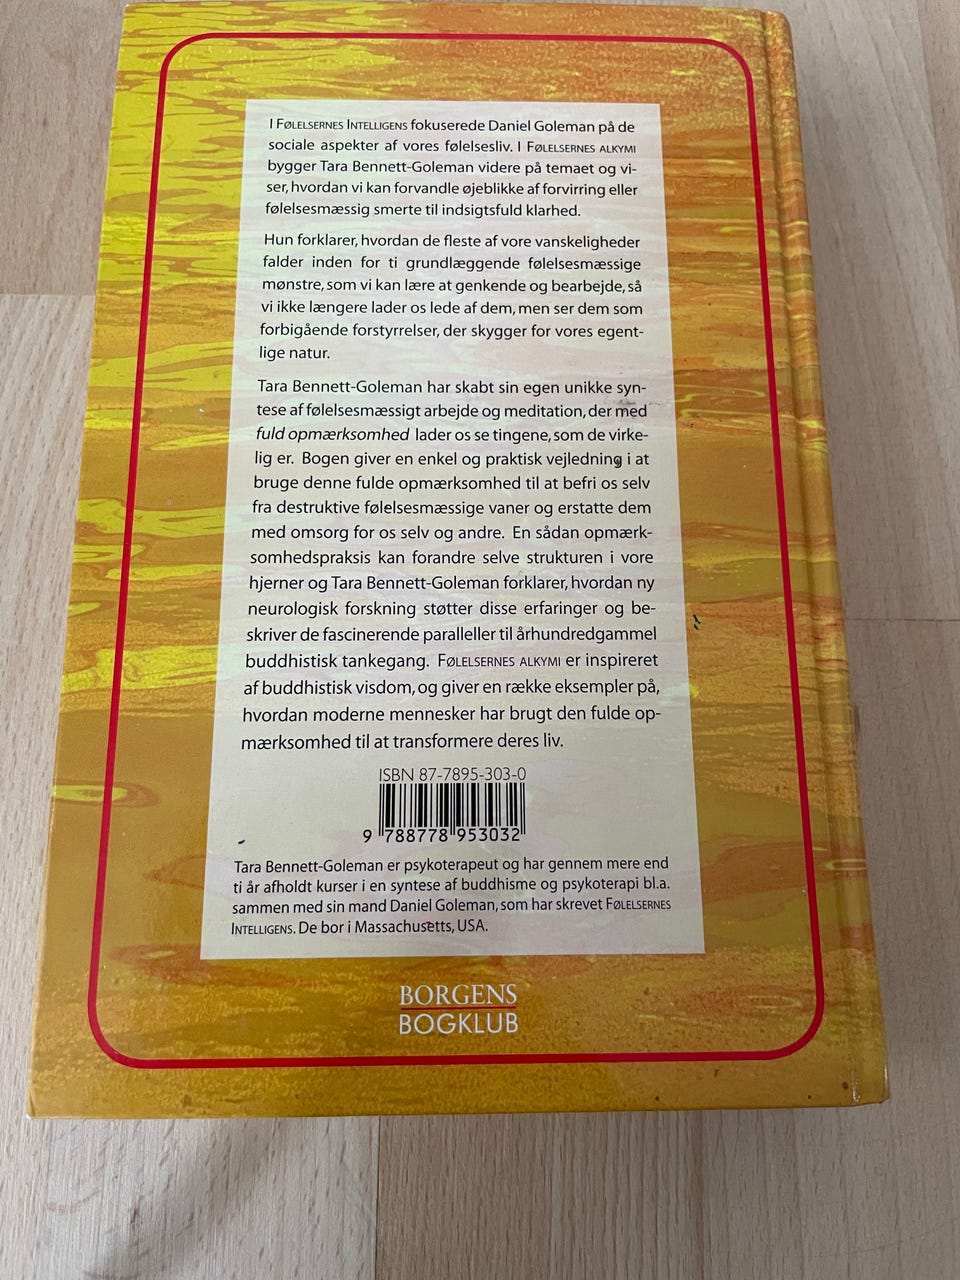 I Følelsernes Intelligens fokuserede Daniel Goleman på de
sociale aspekter af vores følelsesliv. I Følelsernes alkymi
bygger Tara Bennett-Goleman videre på temaet og vi-
ser, hvordan vi kan forvandle øjeblikke af forvirring eller
følelsesmæssig smerte til indsigtsfuld klarhed.
Hun forklarer, hvordan de fleste af vore vanskeligheder
falder inden for ti grundlæggende følelsesmæssige
mønstre, som vi kan lære at genkende og bearbejde, så
vi ikke længere lader os lede af dem, men ser dem som
forbigående forstyrrelser, der skygger for vores egent-
lige natur.
Tara Bennett-Goleman har skabt sin egen unikke syn-
tese af følelsesmæssigt arbejde og meditation, der med
fuld opmærksomhed lader os se tingene, som de virke-
lig er. Bogen giver en enkel og praktisk vejledning i at
bruge denne fulde opmærksomhed til at befri os selv
fra destruktive følelsesmæssige vaner og erstatte dem
med omsorg for os selv og andre. En sådan opmærk-
somhedspraksis kan forandre selve strukturen i vore
hjerner og Tara Bennett-Goleman forklarer, hvordan ny
neurologisk forskning støtter disse erfaringer og be-
skriver de fascinerende paralleller til århundredgammel
buddhistisk tankegang. Følelsernes alkymi er inspireret
af buddhistisk visdom, og giver en række eksempler på,
hvordan moderne mennesker har brugt den fulde op-
mærksomhed til at transformere deres liv.
ISBN 87-7895-303-0
9 788778 953032
Tara Bennett-Goleman er psykoterapeut og har gennem mere end
ti år afholdt kurser i en syntese af buddhisme og psykoterapi bl.a.
sammen med sin mand Daniel Goleman, som har skrevet Følelsernes
Intelligens. De bor i Massachusetts, USA.
BORGENS
BOGKLUB